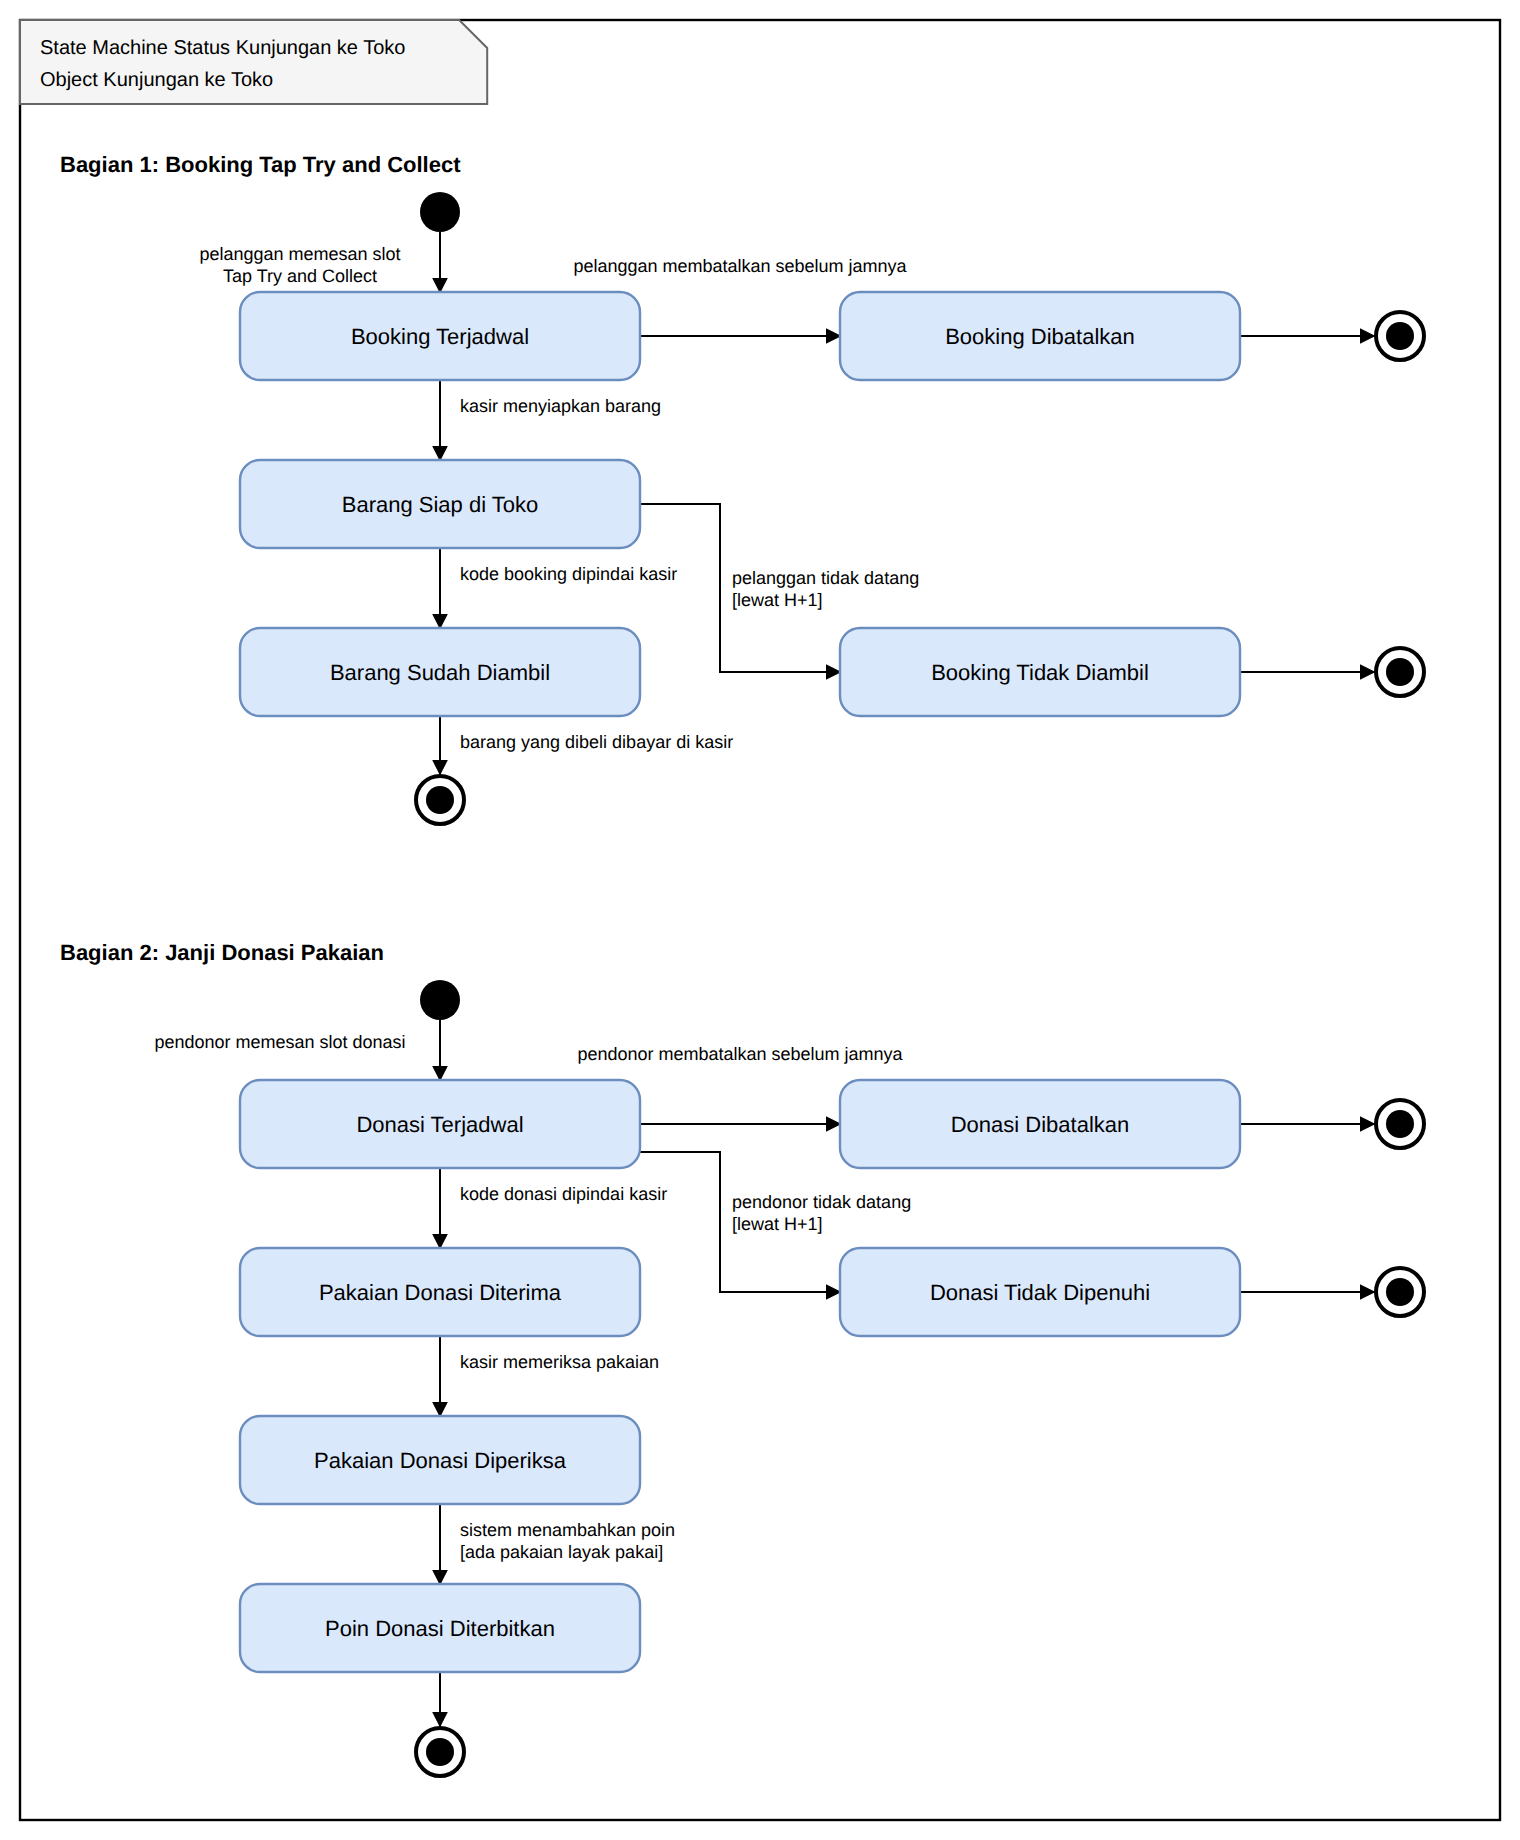 State Machine Status Kunjungan ke Toko
Object Kunjungan ke Toko
Bagian 1: Booking Tap Try and Collect
pelanggan memesan slot
Tap Try and Collect
pelanggan membatalkan sebelum jamnya
Booking Terjadwal
Booking Dibatalkan
kasir menyiapkan barang
Barang Siap di Toko
kode booking dipindai kasir
pelanggan tidak datang
[lewat H+1]
Barang Sudah Diambil
Booking Tidak Diambil
barang yang dibeli dibayar di kasir
Bagian 2: Janji Donasi Pakaian
pendonor memesan slot donasi
pendonor membatalkan sebelum jamnya
Donasi Terjadwal
Donasi Dibatalkan
kode donasi dipindai kasir
pendonor tidak datang
[lewat H+1]
Pakaian Donasi Diterima
Donasi Tidak Dipenuhi
kasir memeriksa pakaian
Pakaian Donasi Diperiksa
sistem menambahkan poin
[ada pakaian layak pakai]
Poin Donasi Diterbitkan